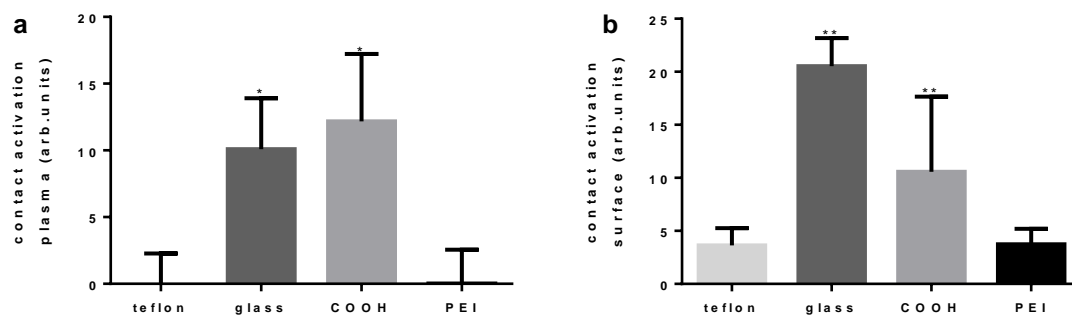 a
contact activation
plasma (arb.units)
20
15
10
5
0
*
*
teflon glass COOH PEI
b
contact activation
surface (arb.units)
25
20
15
10
5
0
**
**
teflon glass COOH PEI